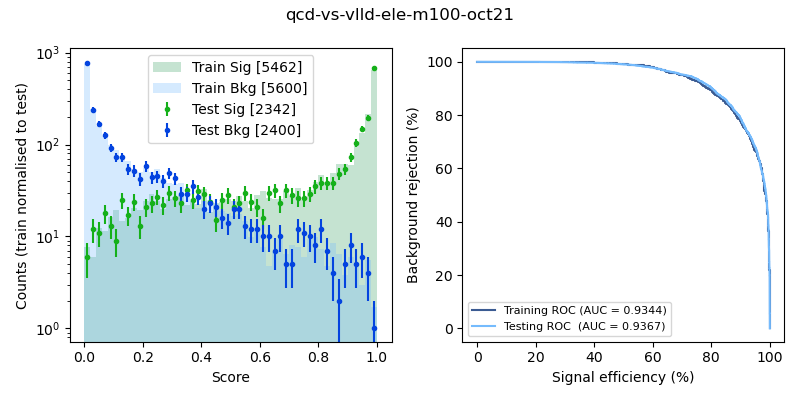 qcd-vs-vlld-ele-m100-oct21
Counts (train normalised to test)
10³
10²
10¹
10⁰
Train Sig [5462]
Train Bkg [5600]
Test Sig [2342]
Test Bkg [2400]
0.0 0.2 0.4 0.6 0.8 1.0
Score
Background rejection (%)
100
80
60
40
20
0
Training ROC (AUC = 0.9344)
Testing ROC (AUC = 0.9367)
0 20 40 60 80 100
Signal efficiency (%)